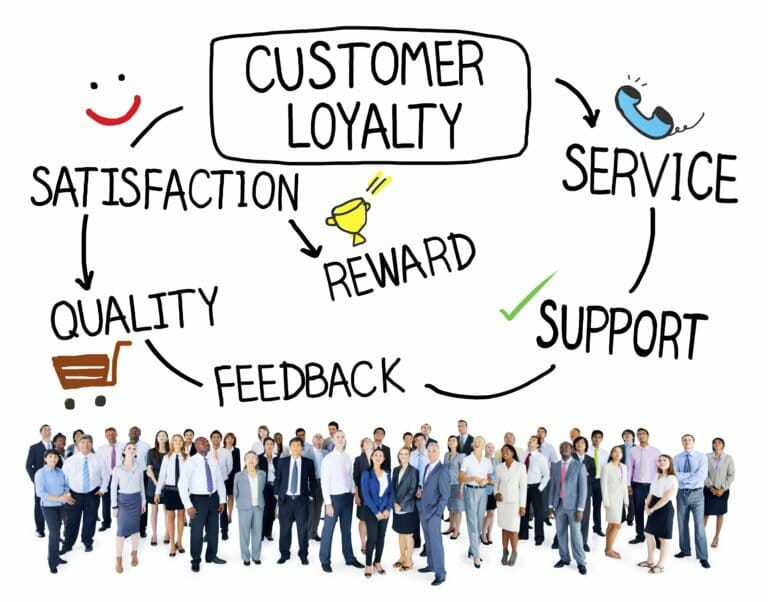 CUSTOMER
LOYALTY
SATISFACTION
SERVICE
REWARD
QUALITY
SUPPORT
FEEDBACK